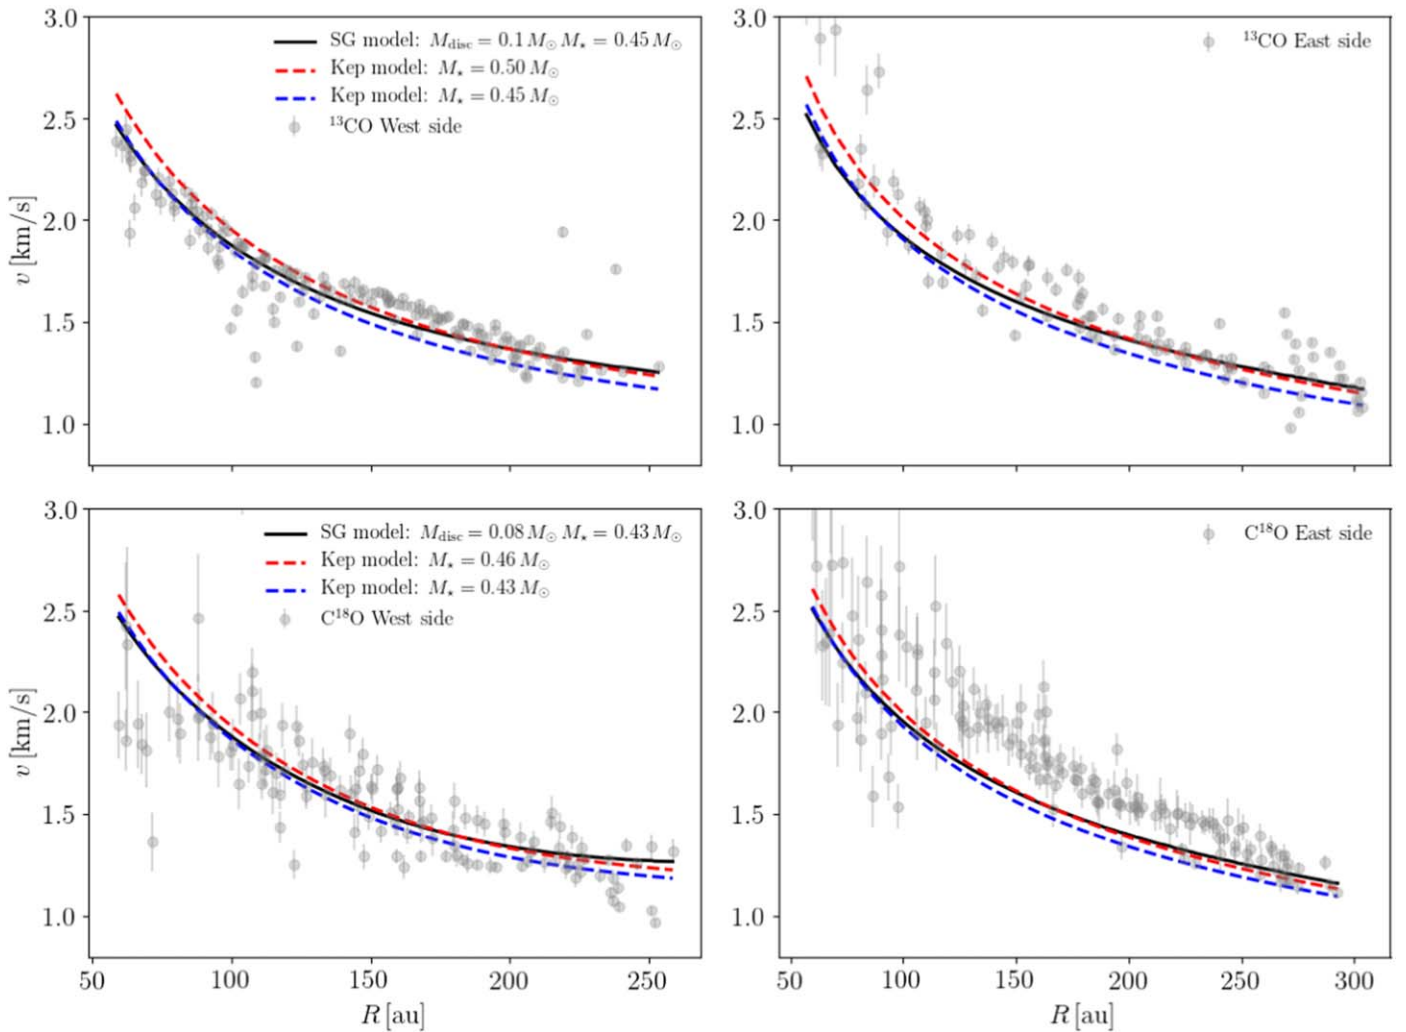 3.0
2.5
2.0
1.5
1.0
v [km/s]
SG model: M_disc = 0.1 M_⊙ M_⋆ = 0.45 M_⊙
Kep model: M_⋆ = 0.50 M_⊙
Kep model: M_⋆ = 0.45 M_⊙
¹³CO West side
3.0
2.5
2.0
1.5
1.0
¹³CO East side
3.0
2.5
2.0
1.5
1.0
v [km/s]
SG model: M_disc = 0.08 M_⊙ M_⋆ = 0.43 M_⊙
Kep model: M_⋆ = 0.46 M_⊙
Kep model: M_⋆ = 0.43 M_⊙
C¹⁸O West side
50 100 150 200 250
R [au]
3.0
2.5
2.0
1.5
1.0
C¹⁸O East side
50 100 150 200 250 300
R [au]